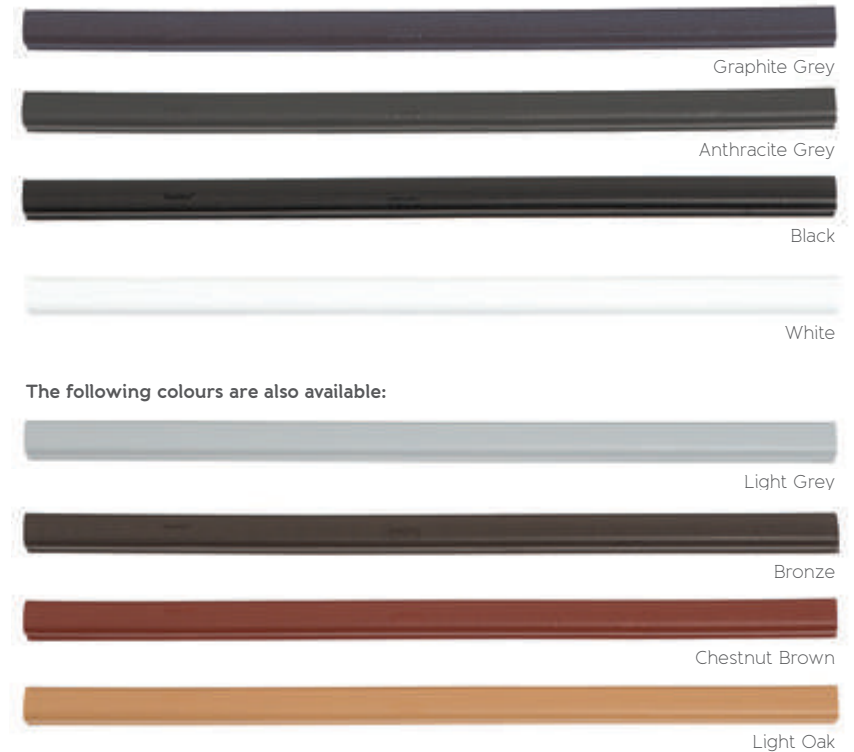 Graphite Grey
Anthracite Grey
Black
White
The following colours are also available:
Light Grey
Bronze
Chestnut Brown
Light Oak